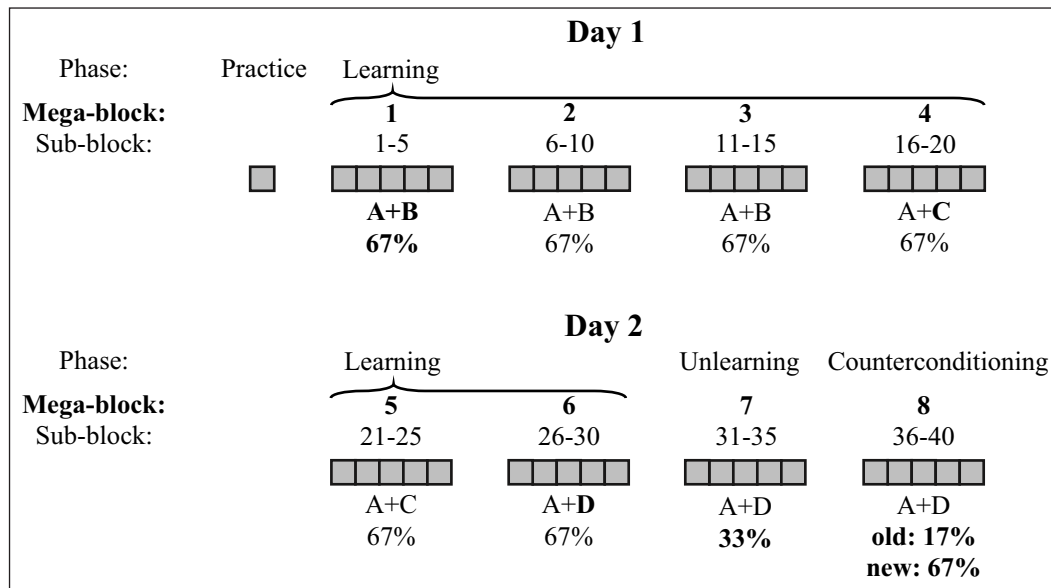 Day 1
Phase: Practice Learning
Mega-block: 1 2 3 4
Sub-block: 1-5 6-10 11-15 16-20
A+B A+B A+B A+C
67% 67% 67% 67%
Day 2
Phase: Learning Unlearning Counterconditioning
Mega-block: 5 6 7 8
Sub-block: 21-25 26-30 31-35 36-40
A+C A+D A+D A+D
67% 67% 33% old: 17%
new: 67%